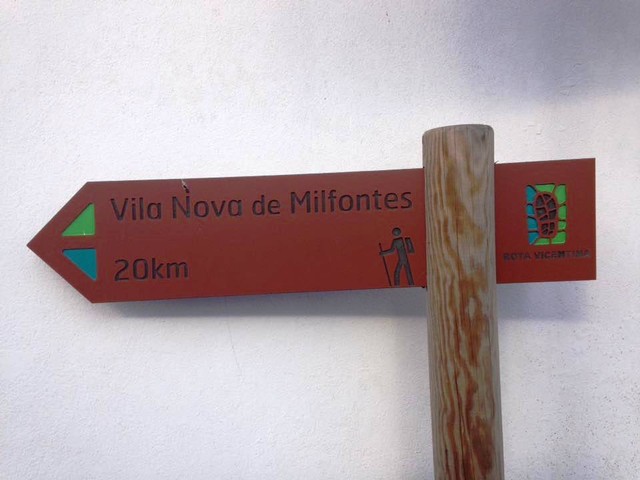 Vila Nova de Milfontes
20km
ROTA VICENTINA